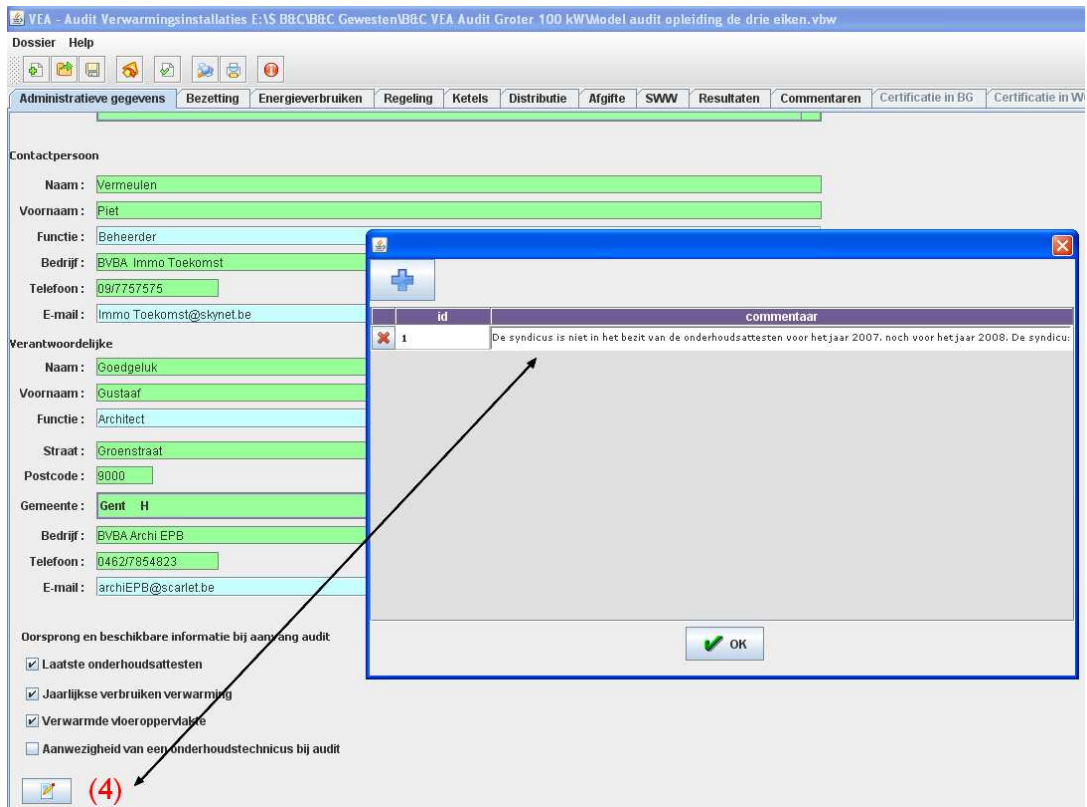 VEA - Audit Verwarmingsinstallaties E:\S B&C\B&C Gewesten\B&C VEA Audit Groter 100 kW\Model audit opleiding de drie eiken.vbw
Dossier Help
Administratieve gegevens Bezetting Energieverbruiken Regeling Ketels Distributie Afgifte SWW Resultaten Commentaren Certificatie in BG Certificatie in W
Contactpersoon
Naam: Vermeulen
Voornaam: Piet
Functie: Beheerder
Bedrijf: BVBA Immo Toekomst
Telefoon: 09/7757575
E-mail: Immo Toekomst@skynet.be
Verantwoordelijke
Naam: Goedgeluk
Voornaam: Gustaaf
Functie: Architect
Straat: Groenstraat
Postcode: 9000
Gemeente: Gent H
Bedrijf: BVBA Archi EPB
Telefoon: 0462/7854823
E-mail: archiEPB@scarlet.be
Oorsprong en beschikbare informatie bij aanvang audit
Laatste onderhoudsattesten
Jaarlijkse verbruiken verwarming
Verwarmde vloeroppervlakte
Aanwezigheid van een onderhoudstechnicus bij audit
(4)
id commentaar
1 De syndicus is niet in het bezit van de onderhoudsattesten voor het jaar 2007. noch voor het jaar 2008. De syndicu
OK